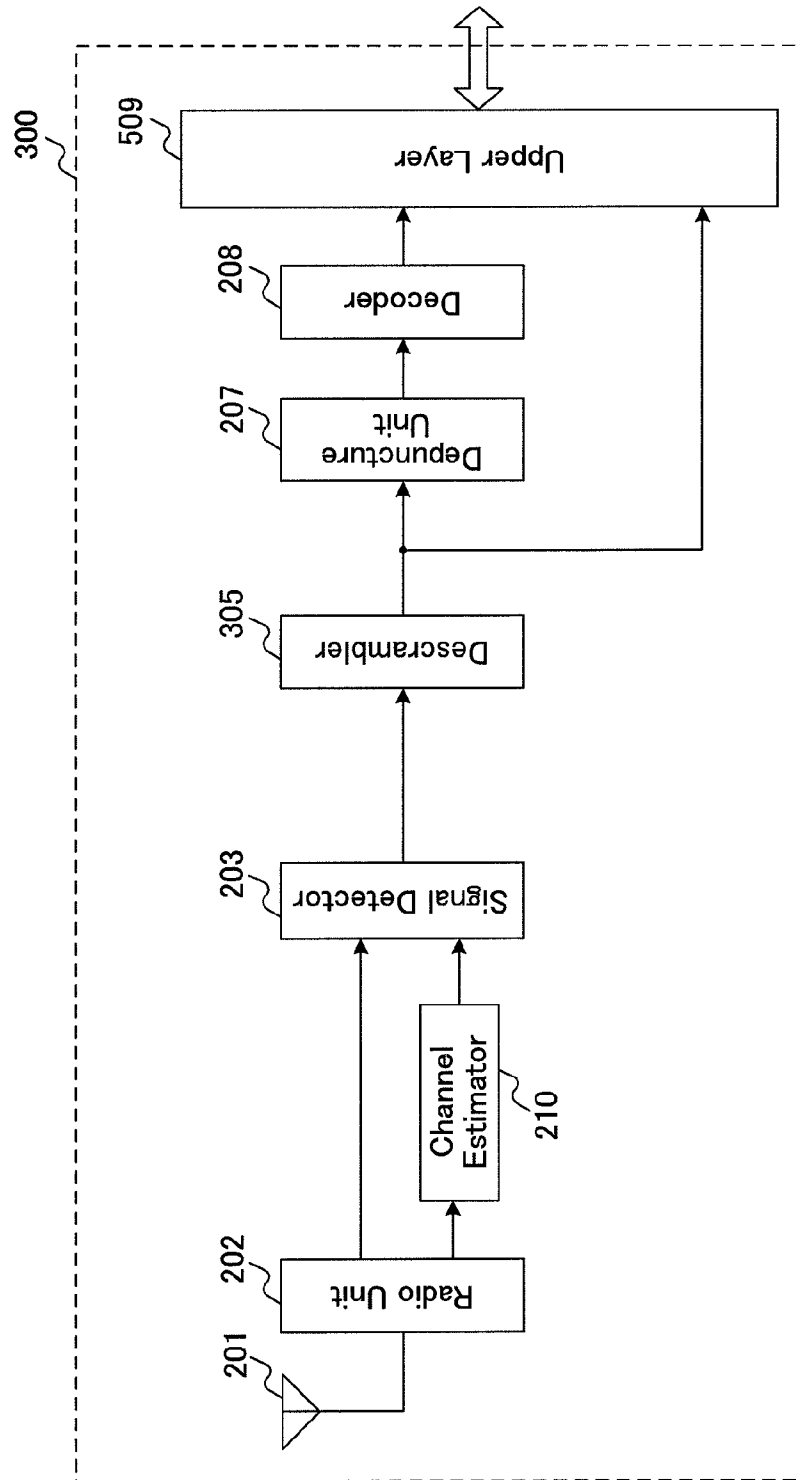 300
201
202
Radio Unit
210
Channel
Estimator
203
Signal Detector
305
Descrambler
207
Depuncture
Unit
208
Decoder
509
Upper Layer